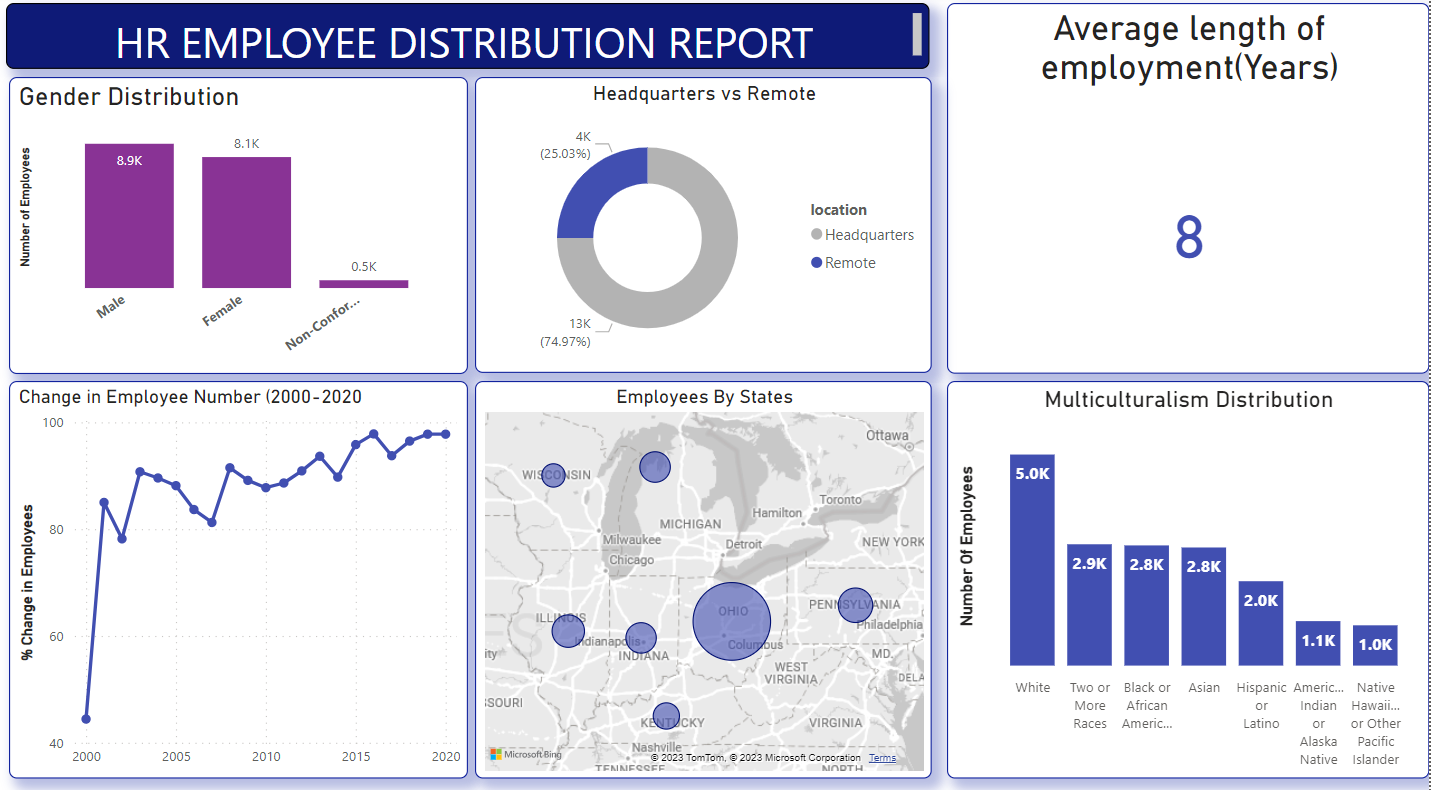 HR EMPLOYEE DISTRIBUTION REPORT
Average length of
employment(Years)
8
Gender Distribution
Number of Employees
8.9K
8.1K
0.5K
Male
Female
Non-Confor...
Headquarters vs Remote
4K
(25.03%)
13K
(74.97%)
location
Headquarters
Remote
Change in Employee Number (2000-2020
% Change in Employees
100
80
60
40
2000
2005
2010
2015
2020
Employees By States
Ottawa
WISCONSIN
Toronto
Hamilton
MICHIGAN
Milwaukee
Detroit
NEW YORK
Chicago
OHIO
PENNSYLVANIA
ILLINOIS
Philadelphia
Indianapolis
Columbus
ity
INDIANA
MD.
WEST
VIRGINIA
DELA
SSOURI
KENTUCKY
VIRGINIA
Nashville
Microsoft Bing
© 2023 TomTom, © 2023 Microsoft Corporation Terms
TENNESSEE
NORTH
Multiculturalism Distribution
Number Of Employees
5.0K
2.9K
2.8K
2.8K
2.0K
1.1K
1.0K
White
Two or
More
Races
Black or
African
Americ...
Asian
Hispanic
or
Latino
Americ...
Indian
or
Alaska
Native
Native
Hawaii...
or Other
Pacific
Islander